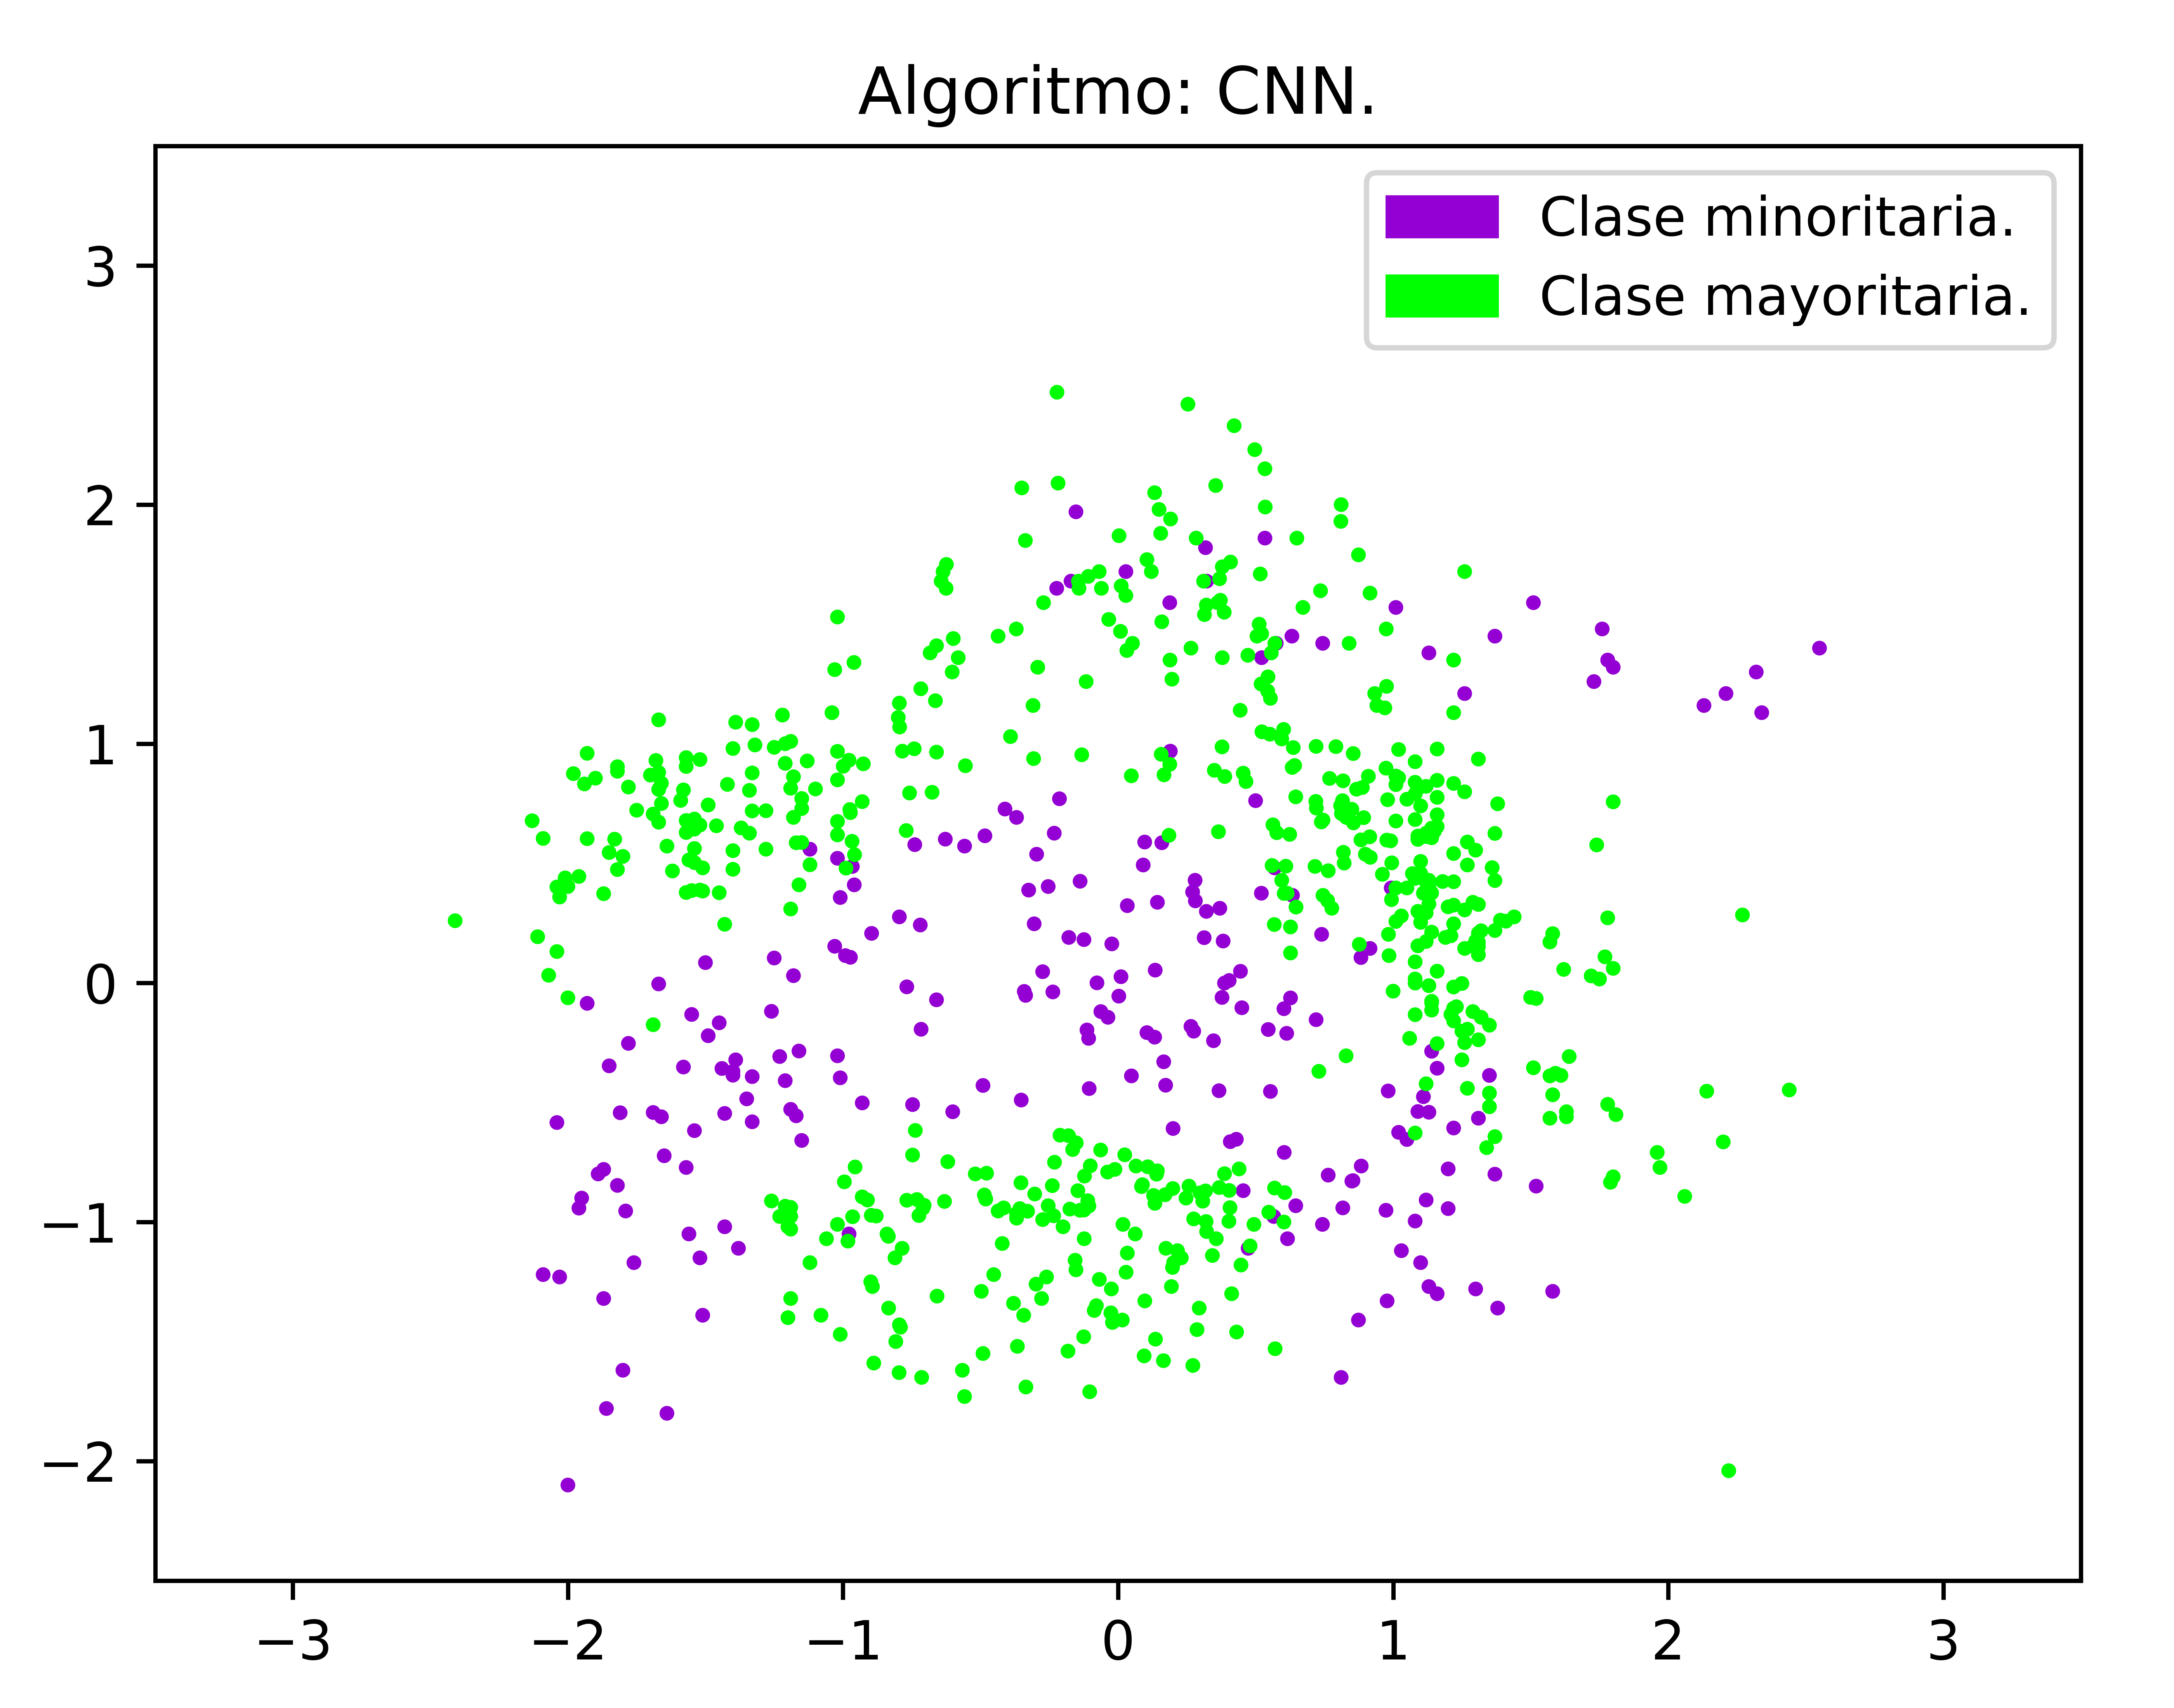 Algoritmo: CNN.
Clase minoritaria.
Clase mayoritaria.
3
2
1
0
−1
−2
−3 −2 −1 0 1 2 3